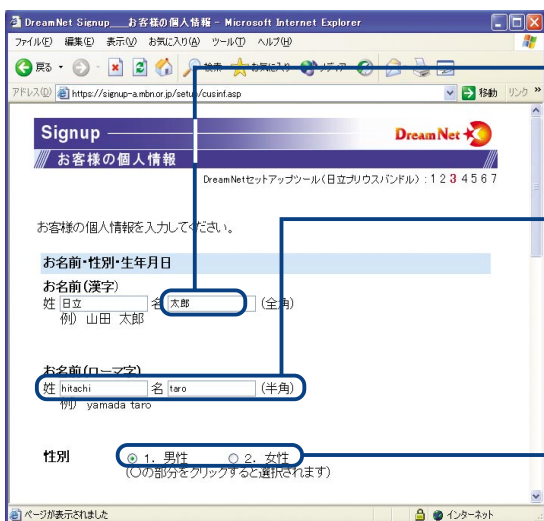 DreamNet Signup___お客様の個人情報 - Microsoft Internet Explorer
ファイル(F) 編集(E) 表示(V) お気に入り(A) ツール(T) ヘルプ(H)
戻る 検索 お気に入り メディア
アドレス(D) https://signup-a.mbn.or.jp/setup/cusinf.asp 移動 リンク »
Signup
DreamNet
お客様の個人情報
DreamNetセットアップツール(日立プリウスバンドル) : 1 2 3 4 5 6 7
お客様の個人情報を入力してください。
お名前・性別・生年月日
お名前(漢字)
姓 日立 名 太郎 (全角)
例) 山田 太郎
お名前(ローマ字)
姓 hitachi 名 taro (半角)
例) yamada taro
性別 1. 男性 2. 女性
(○の部分をクリックすると選択されます)
ページが表示されました インターネット